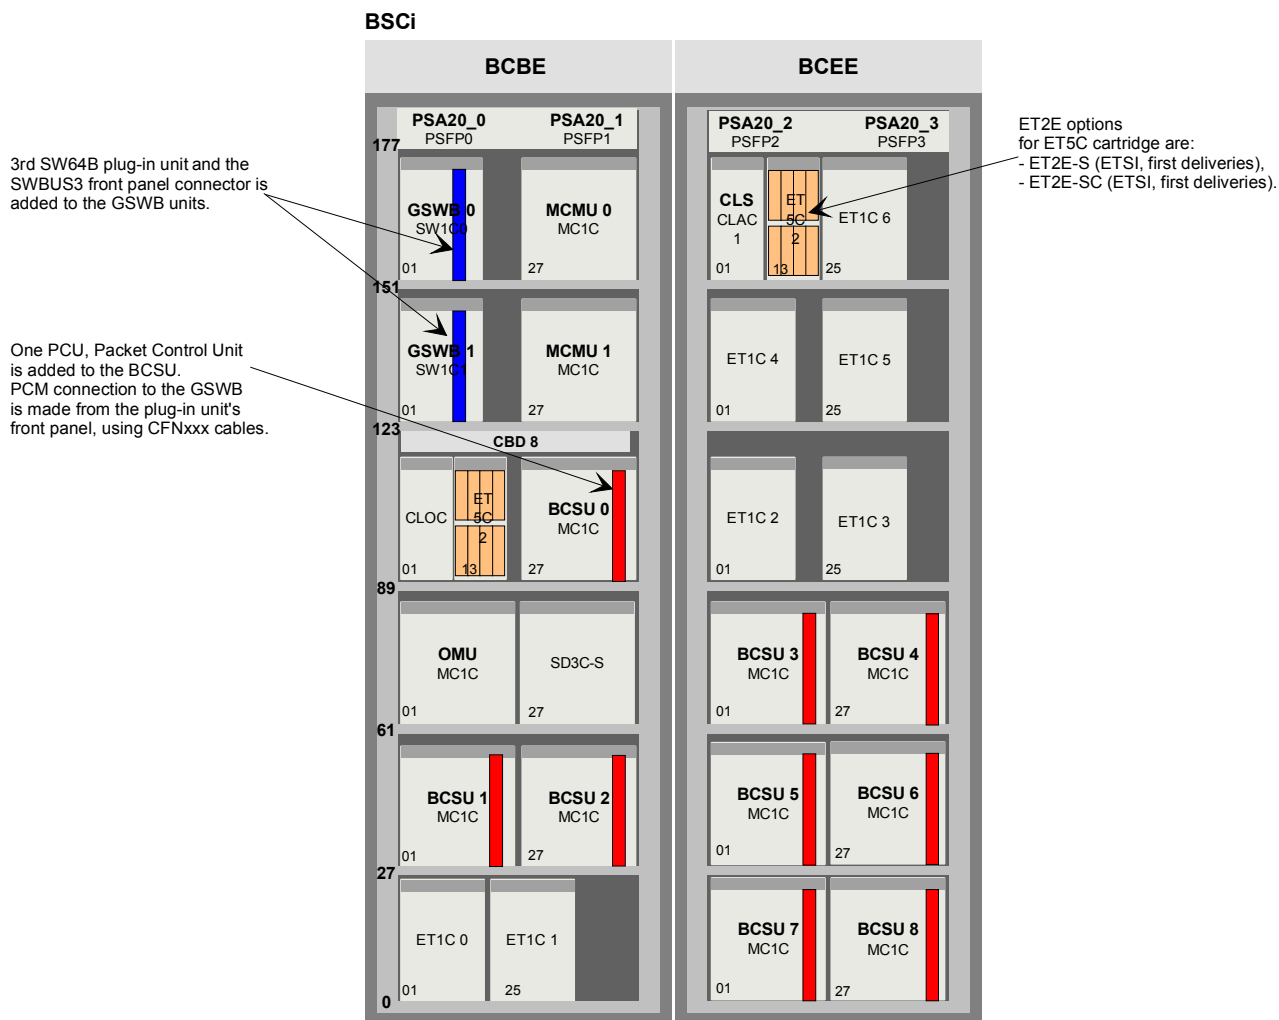 BSCi
BCBE
BCEE
PSA20_0
PSFP0
PSA20_1
PSFP1
177
GSWB 0
SW1C0
01
MCMU 0
MC1C
27
151
GSWB 1
SW1C1
01
MCMU 1
MC1C
27
123
CBD 8
CLOC
01
ET
5C
2
13
BCSU 0
MC1C
27
89
OMU
MC1C
01
SD3C-S
27
61
BCSU 1
MC1C
01
BCSU 2
MC1C
27
27
ET1C 0
01
ET1C 1
25
0
PSA20_2
PSFP2
PSA20_3
PSFP3
CLS
CLAC
1
01
ET
5C
2
13
ET1C 6
25
ET1C 4
01
ET1C 5
25
ET1C 2
01
ET1C 3
25
BCSU 3
MC1C
01
BCSU 4
MC1C
27
BCSU 5
MC1C
01
BCSU 6
MC1C
27
BCSU 7
MC1C
01
BCSU 8
MC1C
27
3rd SW64B plug-in unit and the
SWBUS3 front panel connector is
added to the GSWB units.
One PCU, Packet Control Unit
is added to the BCSU.
PCM connection to the GSWB
is made from the plug-in unit's
front panel, using CFNxxx cables.
ET2E options
for ET5C cartridge are:
- ET2E-S (ETSI, first deliveries),
- ET2E-SC (ETSI, first deliveries).